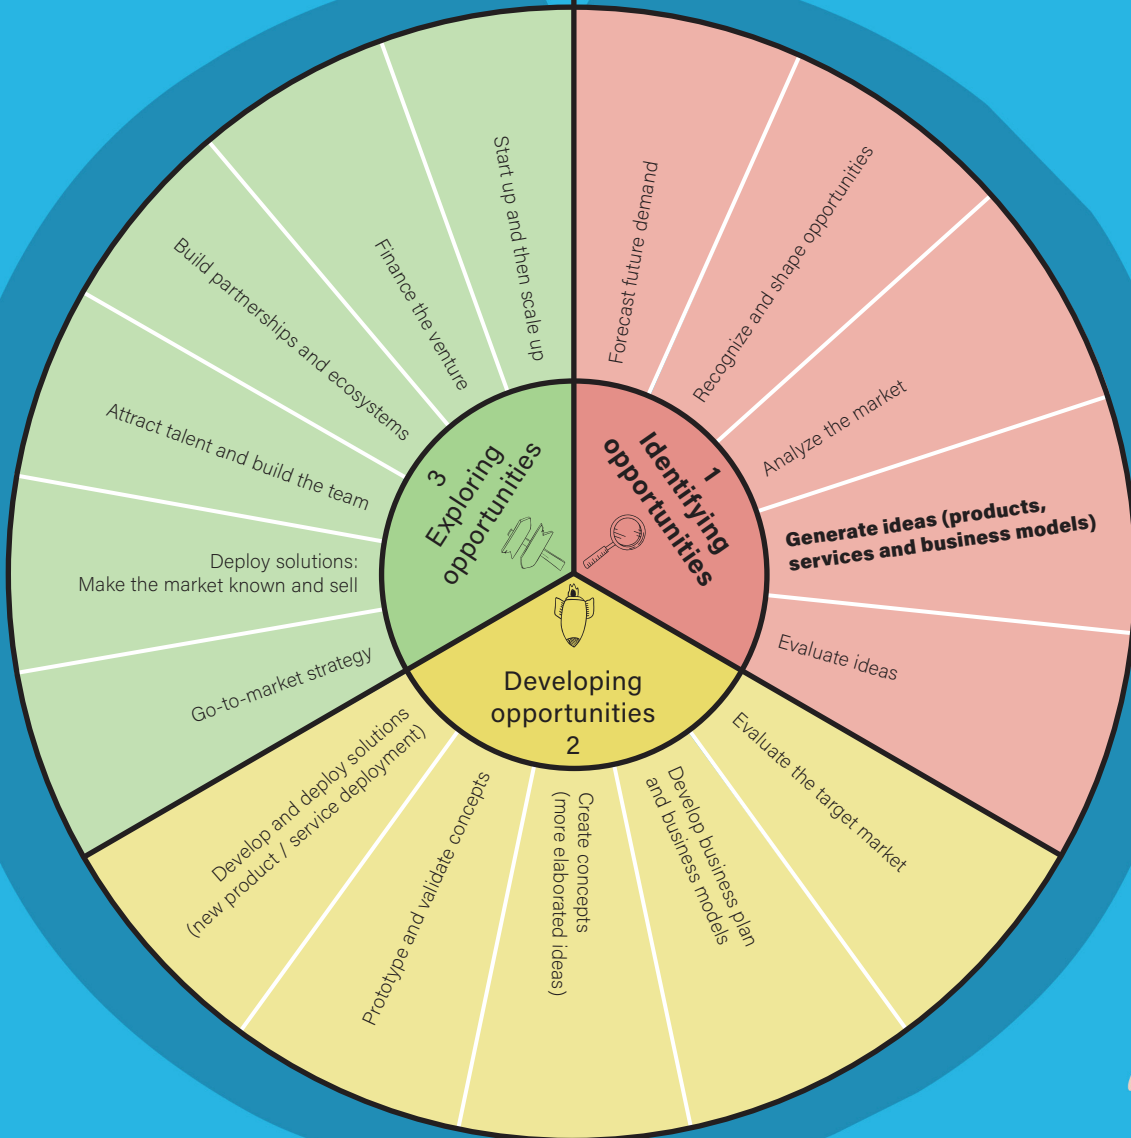 1
Identifying
opportunities
Forecast future demand
Recognize and shape opportunities
Analyze the market
Generate ideas (products,
services and business models)
Evaluate ideas
Developing
opportunities
2
Evaluate the target market
Develop business plan
and business models
Create concepts
(more elaborated ideas)
Prototype and validate concepts
Develop and deploy solutions
(new product / service deployment)
3
Exploring
opportunities
Go-to-market strategy
Deploy solutions:
Make the market known and sell
Attract talent and build the team
Build partnerships and ecosystems
Finance the venture
Start up and then scale up